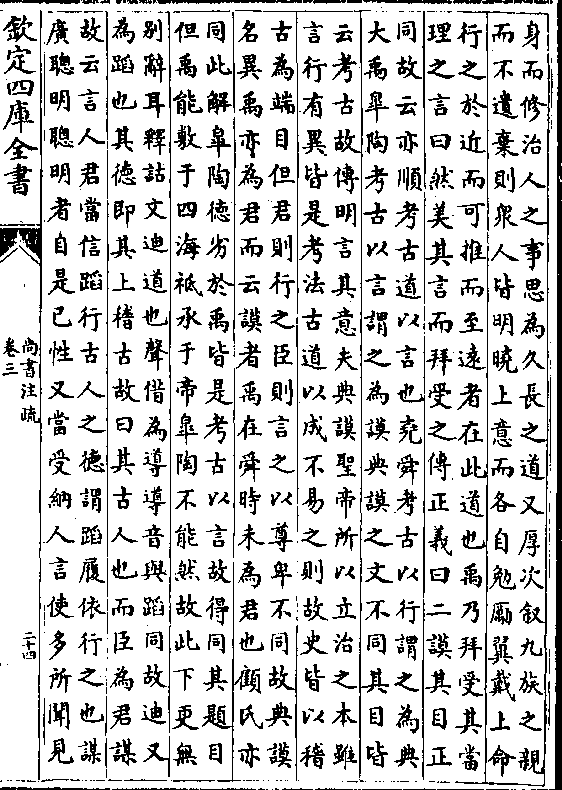 身而修治人之事思為久長之道又厚次叙九族之親
而不遺棄則衆人皆明曉上意而各自勉勵翼戴上命
行之於近而可推而至遠者在此道也禹乃拜受其當
理之言曰然美其言而拜受之傳正義曰二謨其目正
同故云亦順考古道以言也堯舜考古以行謂之為典
大禹皐陶考古以言謂之為謨典謨之文不同其目皆
云考古故傳明言其意夫典謨聖帝所以立治之本雖
言行有異皆是考法古道以成不易之則故史皆以稽
古為端目但君則行之臣則言之以尊卑不同故典謨
名異禹亦為君而云謨者禹在舜時未為君也顧氏亦
同此解皐陶德劣於禹皆是考古以言故得同其題目
但禹能敷于四海祗承于帝皐陶不能然故此下更無
别辭耳釋詁文迪道也聲借為導導音與蹈同故迪又
為蹈也其德即其上稽古故曰其古人也而臣為君謀
故云言人君當信蹈行古人之德謂蹈履依行之也謀
廣聰明聰明者自是已性又當受納人言使多所聞見
欽定四庫全書
尚書注疏
卷三
二十四